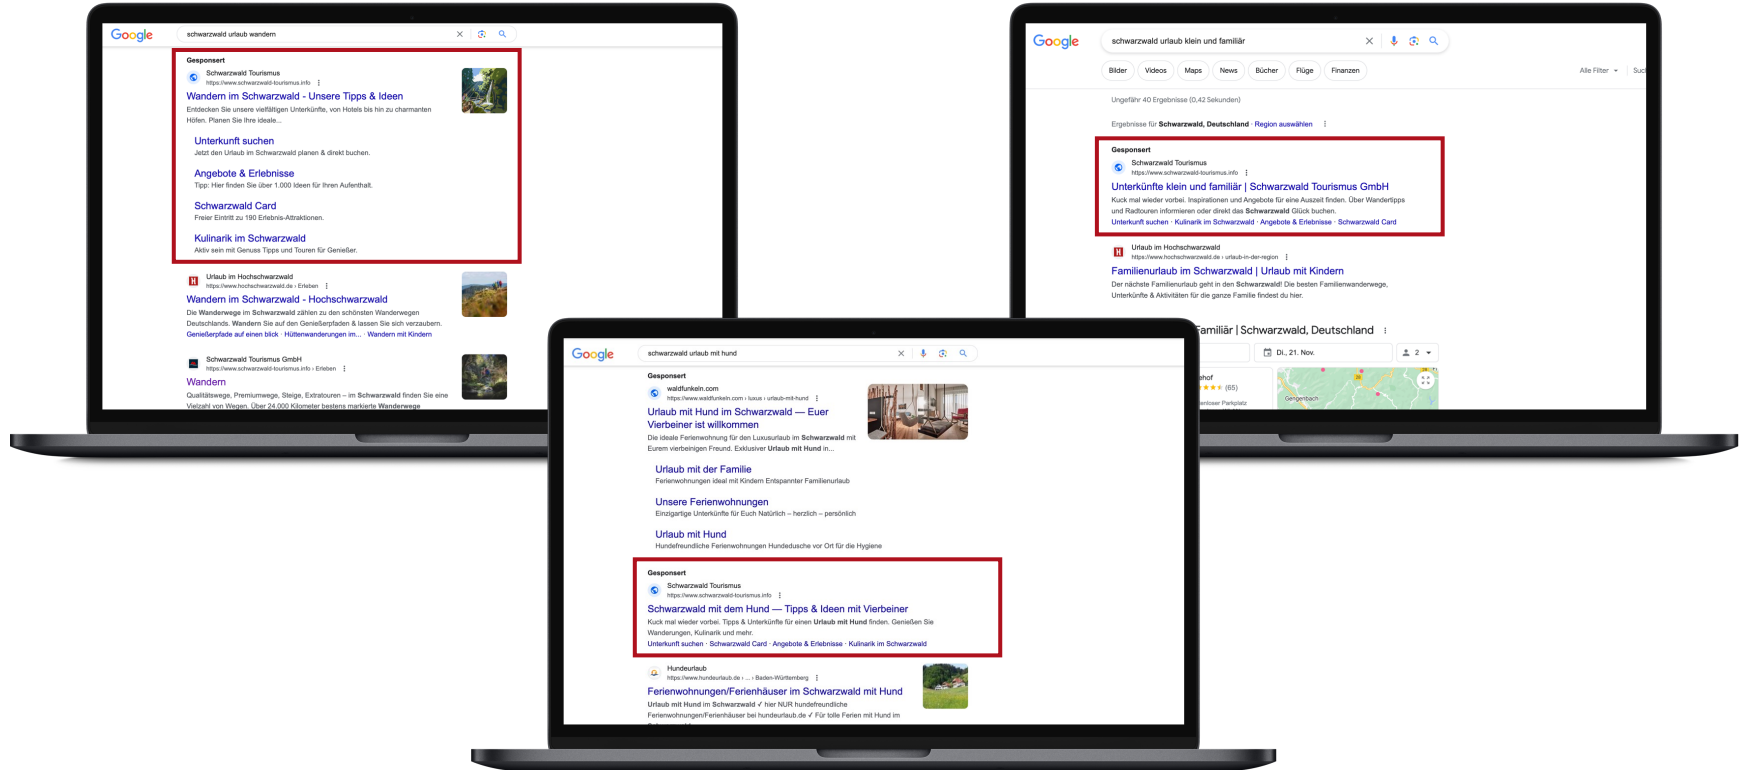 Google
schwarzwald urlaub wandern
Gesponsert
Schwarzwald Tourismus
https://www.schwarzwald-tourismus.info
Wandern im Schwarzwald - Unsere Tipps & Ideen
Entdecken Sie unsere vielfältigen Unterkünfte, von Hotels bis hin zu charmanten
Höfen. Planen Sie Ihre ideale...
Unterkunft suchen
Jetzt den Urlaub im Schwarzwald planen & direkt buchen.
Angebote & Erlebnisse
Tipp: Hier finden Sie über 1.000 Ideen für Ihren Aufenthalt.
Schwarzwald Card
Freier Eintritt zu 190 Erlebnis-Attraktionen.
Kulinarik im Schwarzwald
Aktiv sein mit Genuss Tipps und Touren für Genießer.
Urlaub im Hochschwarzwald
https://www.hochschwarzwald.de › Erleben
Wandern im Schwarzwald - Hochschwarzwald
Die Wanderwege im Schwarzwald zählen zu den schönsten Wanderwegen
Deutschlands. Wandern Sie auf den Genießerpfaden & lassen Sie sich verzaubern.
Genießerpfade auf einen blick · Hüttenwanderungen im... · Wandern mit Kindern
Schwarzwald Tourismus GmbH
https://www.schwarzwald-tourismus.info › Erleben
Wandern
Qualitätswege, Premiumwege, Steige, Extratouren – im Schwarzwald finden Sie eine
Vielzahl von Wegen. Über 24.000 Kilometer bestens markierte Wanderwege
Google
schwarzwald urlaub klein und familiär
Bilder Videos Maps News Bücher Flüge Finanzen
Alle Filter
Ungefähr 40 Ergebnisse (0,42 Sekunden)
Ergebnisse für Schwarzwald, Deutschland · Region auswählen
Gesponsert
Schwarzwald Tourismus
https://www.schwarzwald-tourismus.info
Unterkünfte klein und familiär | Schwarzwald Tourismus GmbH
Kuck mal wieder vorbei. Inspirationen und Angebote für eine Auszeit finden. Über Wandertipps
und Radtouren informieren oder direkt das Schwarzwald Glück buchen.
Unterkunft suchen · Kulinarik im Schwarzwald · Angebote & Erlebnisse · Schwarzwald Card
Urlaub im Hochschwarzwald
https://www.hochschwarzwald.de › urlaub-in-der-region
Familienurlaub im Schwarzwald | Urlaub mit Kindern
Der nächste Familienurlaub geht in den Schwarzwald! Die besten Familienwanderwege,
Unterkünfte & Aktivitäten für die ganze Familie findest du hier.
Familiär | Schwarzwald, Deutschland
Di., 21. Nov.
2
(65)
Parkplatz
Gengenbach
Google
schwarzwald urlaub mit hund
Gesponsert
waldfunkeln.com
https://www.waldfunkeln.com › luxus › urlaub-mit-hund
Urlaub mit Hund im Schwarzwald — Euer
Vierbeiner ist willkommen
Die ideale Ferienwohnung für den Luxusurlaub im Schwarzwald mit
Eurem vierbeinigen Freund. Exklusiver Urlaub mit Hund in...
Urlaub mit der Familie
Ferienwohnungen ideal mit Kindern Entspannter Familienurlaub
Unsere Ferienwohnungen
Einzigartige Unterkünfte für Euch Natürlich – herzlich – persönlich
Urlaub mit Hund
Hundefreundliche Ferienwohnungen Hundedusche vor Ort für die Hygiene
Gesponsert
Schwarzwald Tourismus
https://www.schwarzwald-tourismus.info
Schwarzwald mit dem Hund — Tipps & Ideen mit Vierbeiner
Kuck mal wieder vorbei. Tipps & Unterkünfte für einen Urlaub mit Hund finden. Genießen Sie
Wanderungen, Kulinarik und mehr.
Unterkunft suchen · Schwarzwald Card · Angebote & Erlebnisse · Kulinarik im Schwarzwald
Hundeurlaub
https://www.hundeurlaub.de › ... › Baden-Württemberg
Ferienwohnungen/Ferienhäuser im Schwarzwald mit Hund
Urlaub mit Hund im Schwarzwald ✓ hier NUR hundefreundliche
Ferienwohnungen/Ferienhäuser bei hundeurlaub.de ✓ Für tolle Ferien mit Hund im